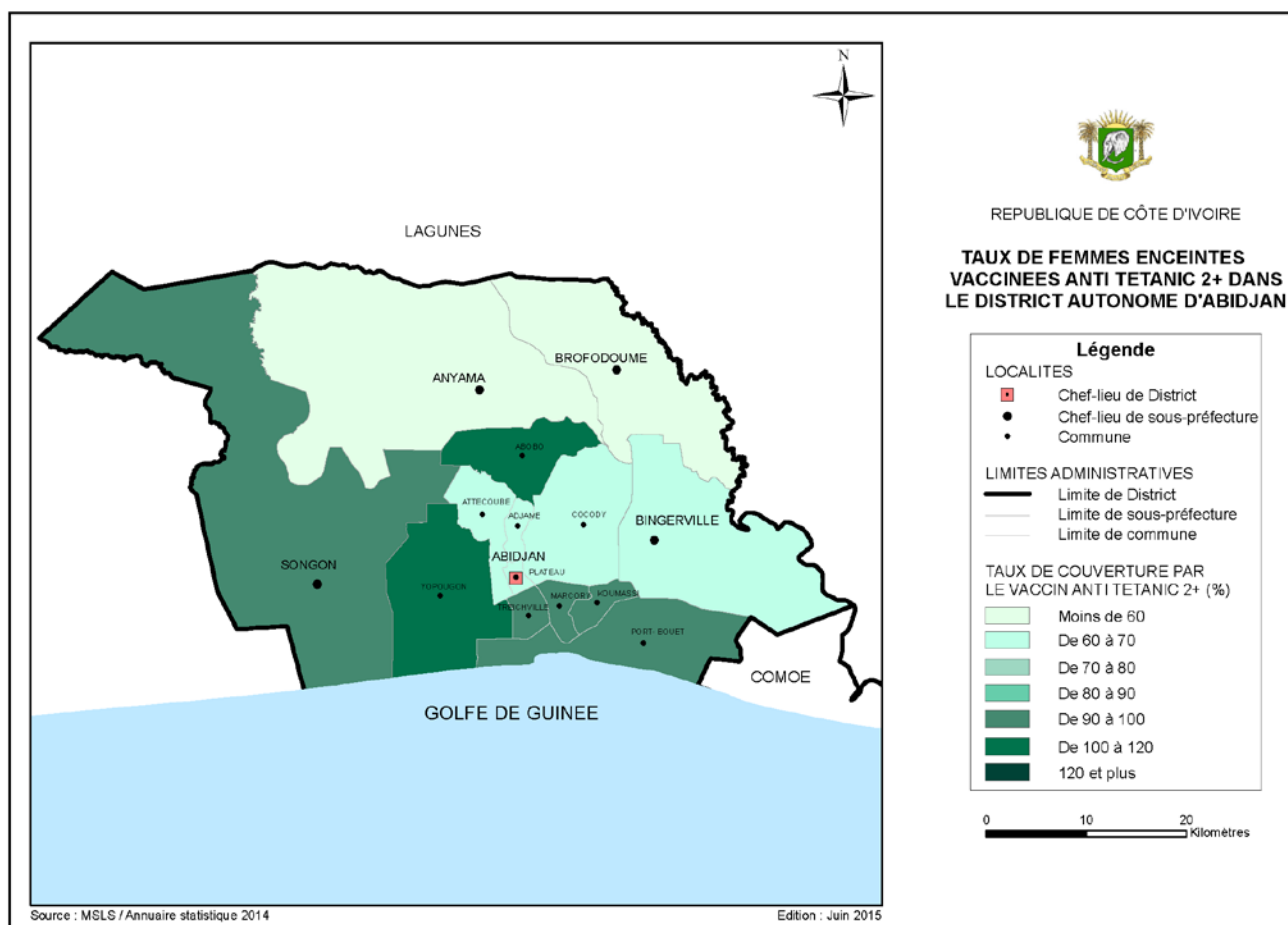 N
LAGUNES
BROFODOUME
ANYAMA
ABOBO
ATTECOUBE
ADJAME
COCODY
BINGERVILLE
ABIDJAN
PLATEAU
SONGON
YOPOUGON
TREICHVILLE
MARCORY
KOUMASSI
PORT-BOUET
COMOE
GOLFE DE GUINEE
Source : MSLS / Annuaire statistique 2014
Edition : Juin 2015
REPUBLIQUE DE CÔTE D'IVOIRE
TAUX DE FEMMES ENCEINTES
VACCINEES ANTI TETANIC 2+ DANS
LE DISTRICT AUTONOME D'ABIDJAN
Légende
LOCALITES
Chef-lieu de District
Chef-lieu de sous-préfecture
Commune
LIMITES ADMINISTRATIVES
Limite de District
Limite de sous-préfecture
Limite de commune
TAUX DE COUVERTURE PAR
LE VACCIN ANTI TETANIC 2+ (%)
Moins de 60
De 60 à 70
De 70 à 80
De 80 à 90
De 90 à 100
De 100 à 120
120 et plus
0 10 20
Kilomètres